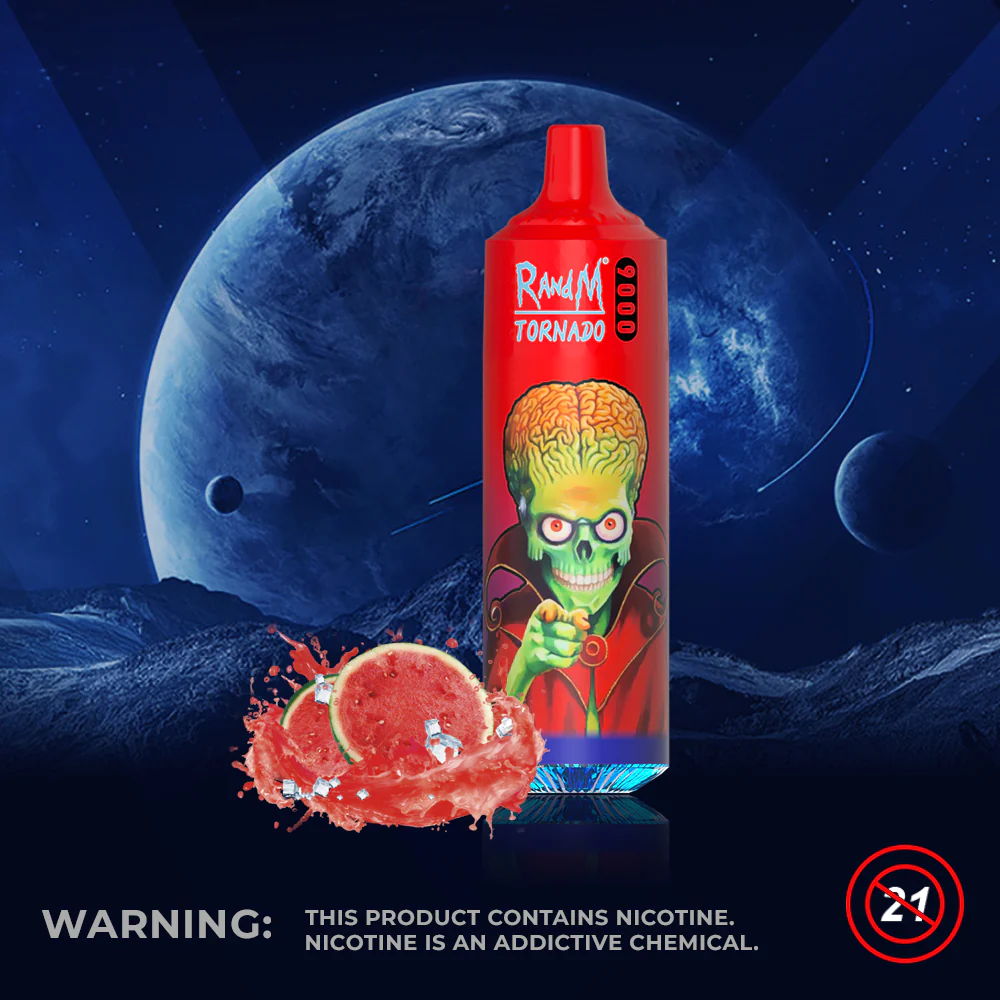 RandM
TORNADO
9000
WARNING:
THIS PRODUCT CONTAINS NICOTINE.
NICOTINE IS AN ADDICTIVE CHEMICAL.
21